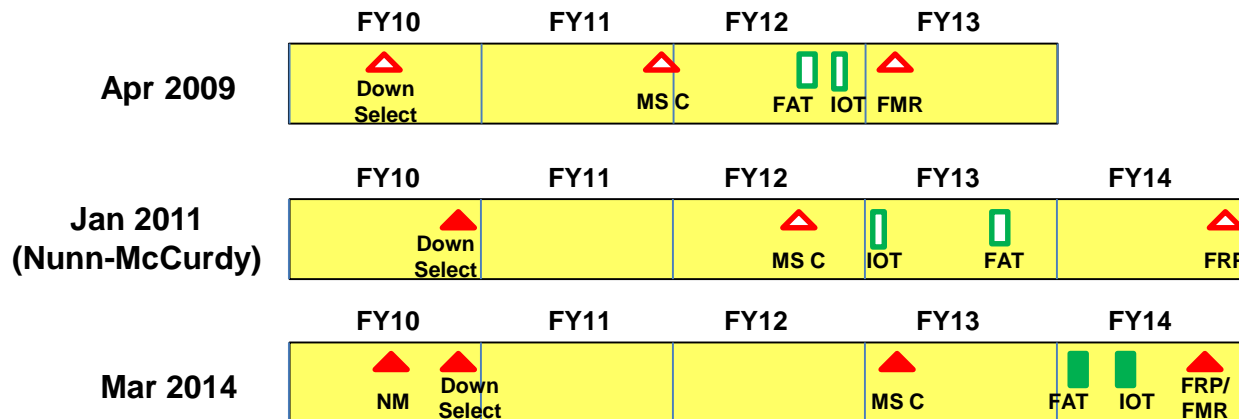 FY10 FY11 FY12 FY13
Apr 2009
Down
Select
MS C
FAT
IOT
FMR
FY10 FY11 FY12 FY13 FY14
Jan 2011
(Nunn-McCurdy)
Down
Select
MS C
IOT
FAT
FRP
FY10 FY11 FY12 FY13 FY14
Mar 2014
NM
Down
Select
MS C
FAT
IOT
FRP/
FMR